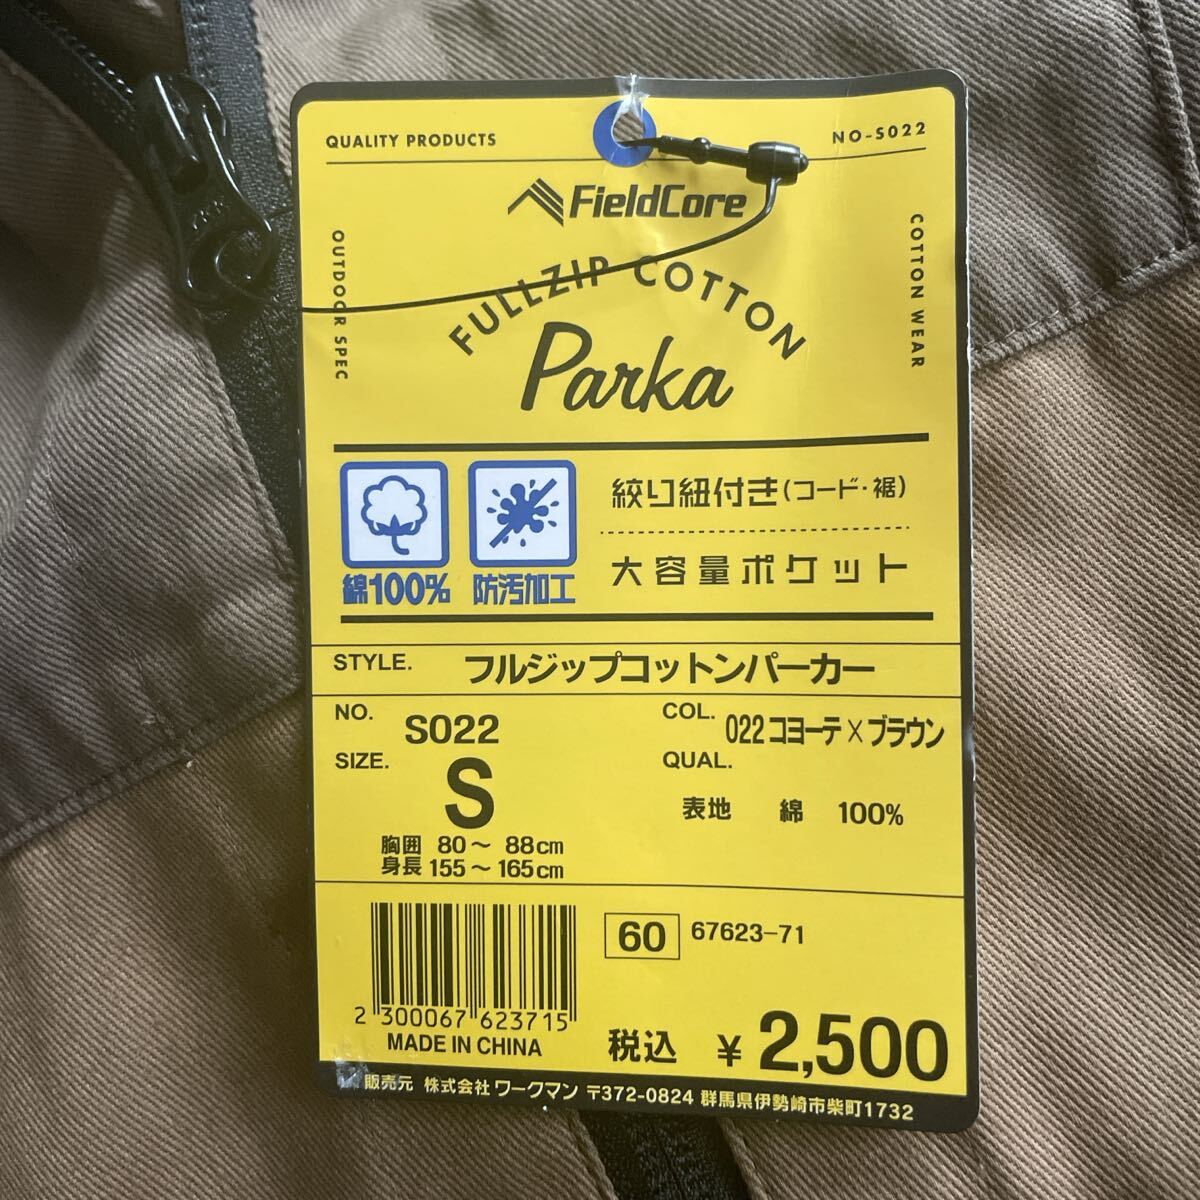 QUALITY PRODUCTS
NO-S022
FieldCore
OUTDOOR SPEC
COTTON WEAR
FULLZIP COTTON
Parka
綿100%
防汚加工
絞り紐付き(コード・裾)
大容量ポケット
STYLE. フルジップコットンパーカー
NO. S022
COL. 022 コヨーテ×ブラウン
SIZE. S
QUAL.
表地 綿 100%
胸囲 80～ 88cm
身長 155～165cm
60 67623-71
2 300067 623715
MADE IN CHINA
税込 ¥2,500
販売元 株式会社 ワークマン 〒372-0824 群馬県伊勢崎市柴町1732